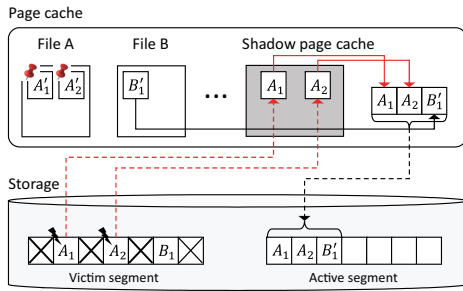 Page cache
File A
File B
Shadow page cache
A'₁ A'₂
B'₁
...
A₁
A₂
A₁ A₂ B'₁
Storage
A₁ A₂ B₁
A₁ A₂ B'₁
Victim segment
Active segment